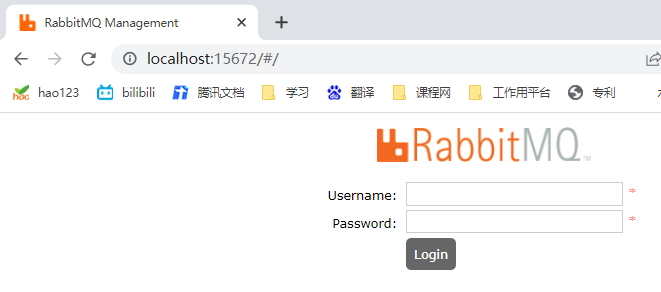 RabbitMQ Management
localhost:15672/#/
hao123 bilibili 腾讯文档 学习 翻译 课程网 工作用平台 专利
RabbitMQ
Username: *
Password: *
Login